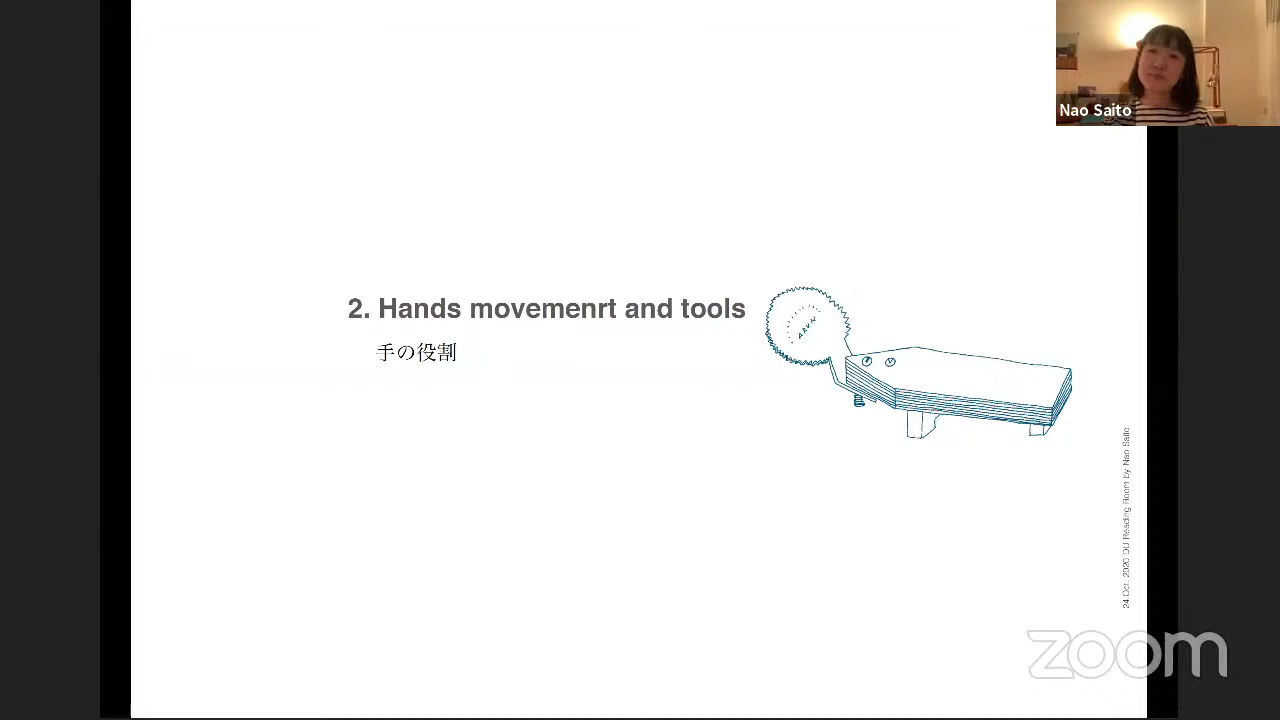 Nao Saito
2. Hands movemenrt and tools
手の役割
ARUN
24 Oct. 2020 DU Reading Room by Nao Saito
zoom